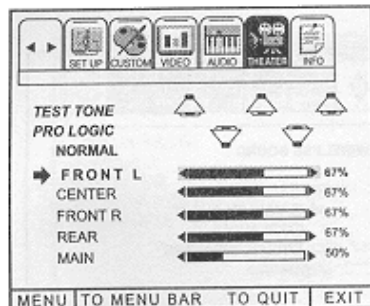 SET UP CUSTOM VIDEO AUDIO THEATER INFO
TEST TONE
PRO LOGIC
NORMAL
FRONT L 67%
CENTER 67%
FRONT R 67%
REAR 67%
MAIN 50%
MENU TO MENU BAR TO QUIT EXIT